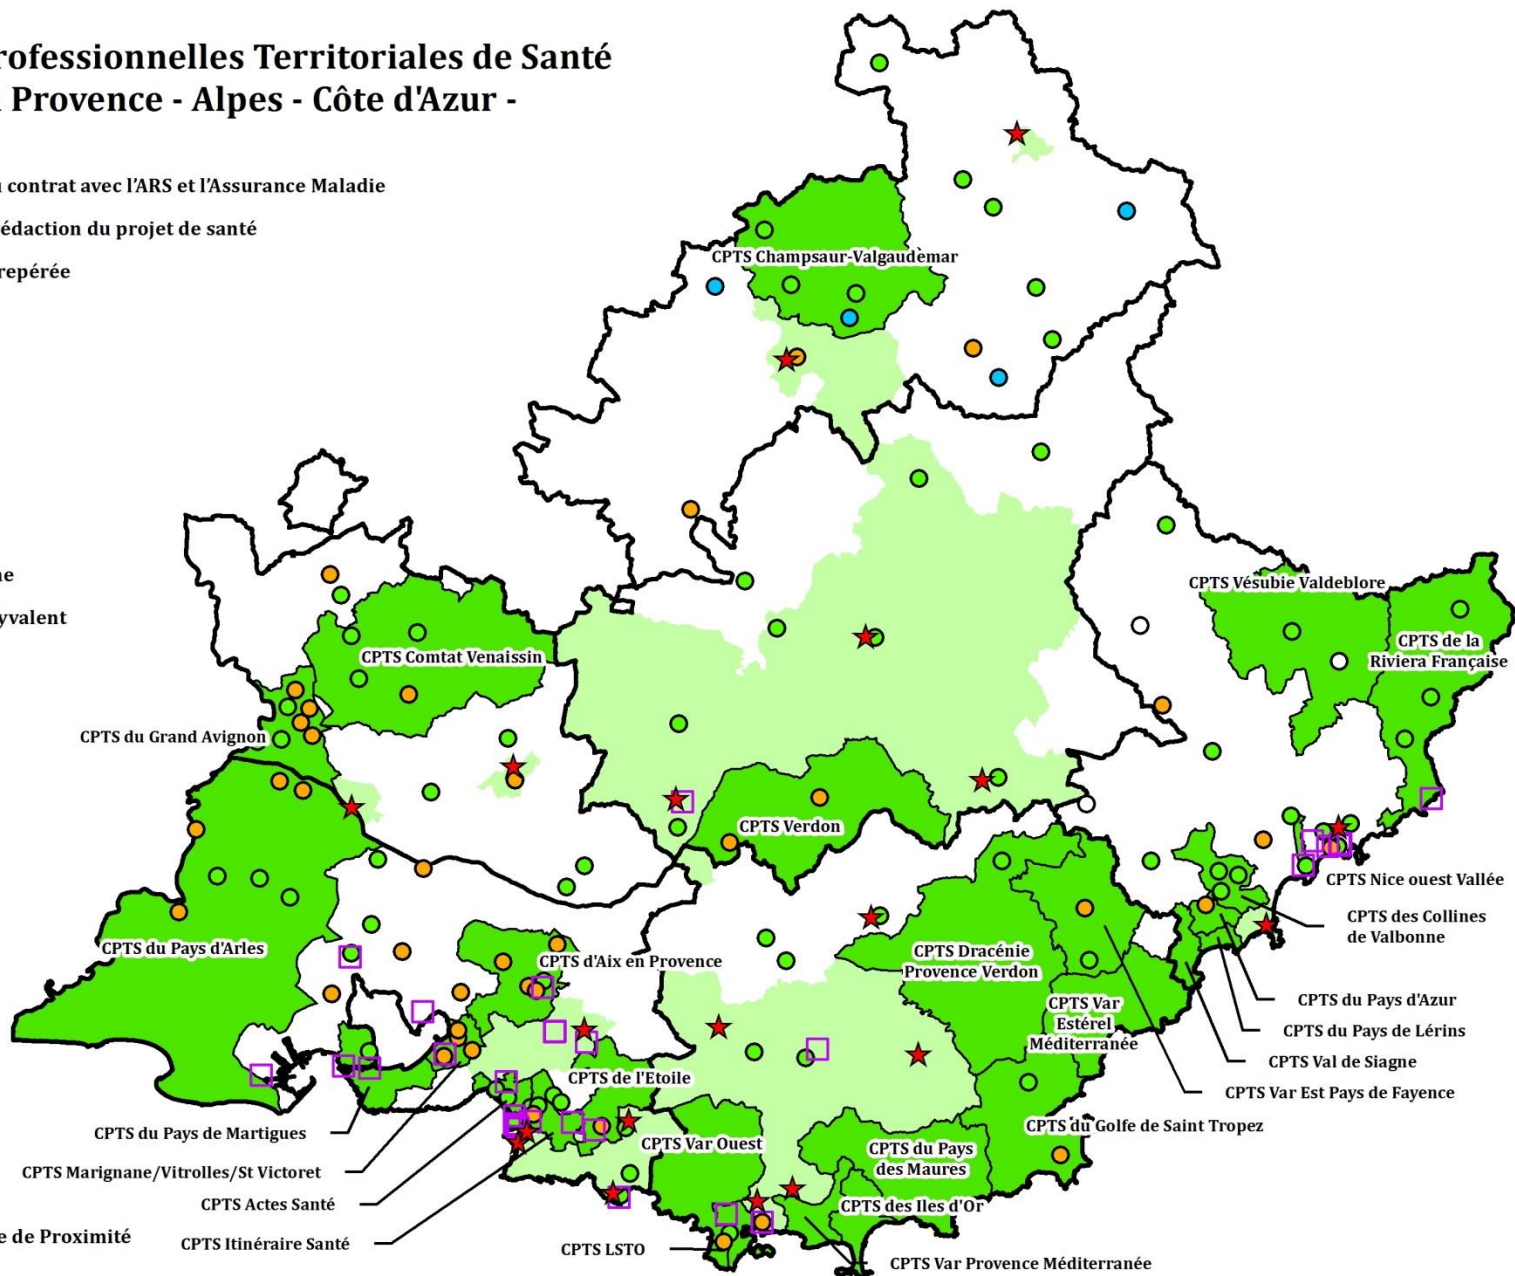 rofessionnelles Territoriales de Santé
Provence - Alpes - Côte d'Azur -
contrat avec l'ARS et l'Assurance Maladie
rédaction du projet de santé
repérée
CPTS Champsaur-Valgaudèmar
ne
yvalent
CPTS Vésubie Valdeblore
CPTS de la
Riviera Française
CPTS Comtat Venaissin
CPTS du Grand Avignon
CPTS Verdon
CPTS Nice ouest Vallée
CPTS des Collines
de Valbonne
CPTS du Pays d'Arles
CPTS d'Aix en Provence
CPTS Dracénie
Provence Verdon
CPTS du Pays d'Azur
CPTS Var
Estérel
Méditerranée
CPTS du Pays de Lérins
CPTS Val de Siagne
CPTS de l'Etoile
CPTS Var Est Pays de Fayence
CPTS du Pays de Martigues
CPTS du Golfe de Saint Tropez
CPTS Var Ouest
CPTS du Pays
des Maures
CPTS Marignane/Vitrolles/St Victoret
CPTS Actes Santé
CPTS des Iles d'Or
e de Proximité
CPTS Itinéraire Santé
CPTS LSTO
CPTS Var Provence Méditerranée